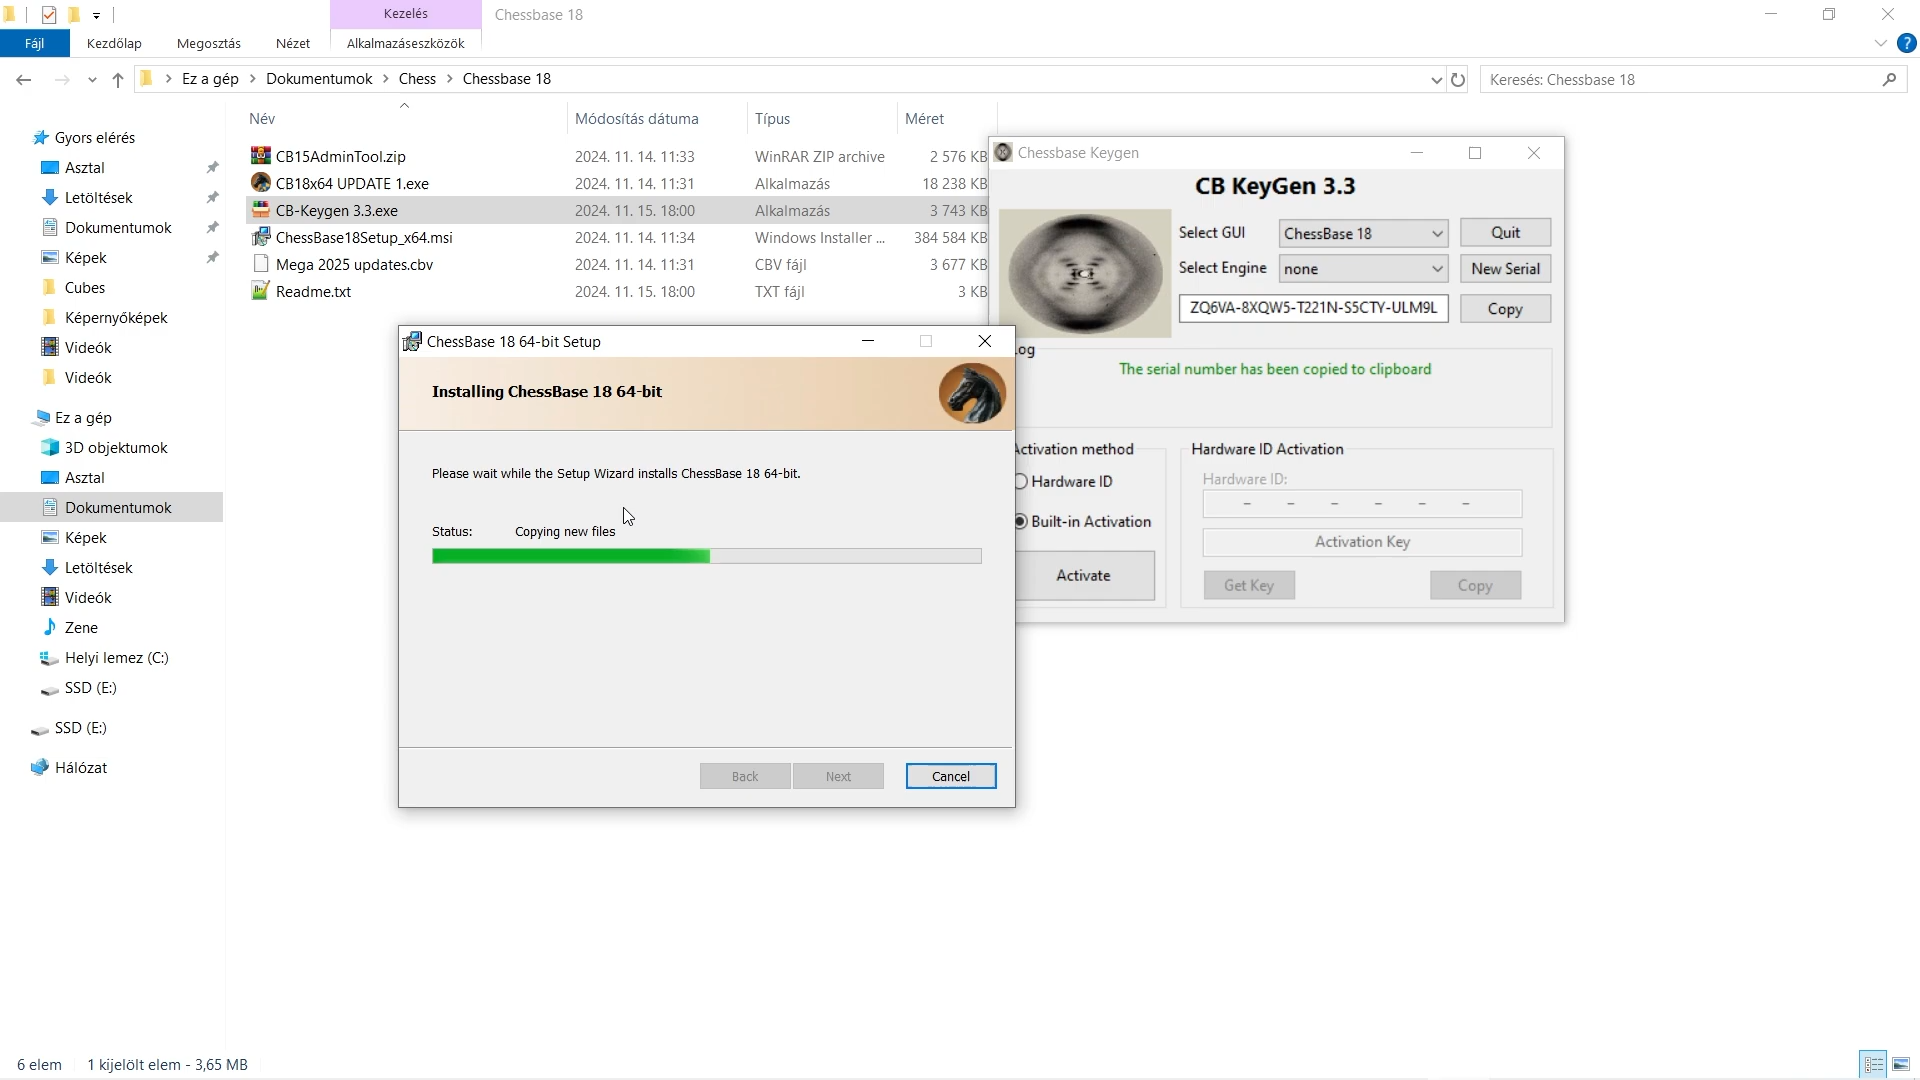 Kezelés
Chessbase 18
Fájl
Kezdőlap
Megosztás
Nézet
Alkalmazáseszközök
?
Ez a gép
Dokumentumok
Chess
Chessbase 18
Keresés: Chessbase 18
Gyors elérés
Asztal
Letöltések
Dokumentumok
Képek
Cubes
Képernyőképek
Videók
Videók
Ez a gép
3D objektumok
Asztal
Dokumentumok
Képek
Letöltések
Videók
Zene
Helyi lemez (C:)
SSD (E:)
SSD (E:)
Hálózat
Név Módosítás dátuma Típus Méret
CB15AdminTool.zip 2024. 11. 14. 11:33 WinRAR ZIP archive 2 576 KB
CB18x64 UPDATE 1.exe 2024. 11. 14. 11:31 Alkalmazás 18 238 KB
CB-Keygen 3.3.exe 2024. 11. 15. 18:00 Alkalmazás 3 743 KB
ChessBase18Setup_x64.msi 2024. 11. 14. 11:34 Windows Installer ... 384 584 KB
Mega 2025 updates.cbv 2024. 11. 14. 11:31 CBV fájl 3 677 KB
Readme.txt 2024. 11. 15. 18:00 TXT fájl 3 KB
Chessbase Keygen
CB KeyGen 3.3
Select GUI ChessBase 18 Quit
Select Engine none New Serial
ZQ6VA-8XQW5-T221N-S5CTY-ULM9L Copy
og
The serial number has been copied to clipboard
Activation method
Hardware ID
Built-in Activation
Activate
Hardware ID Activation
Hardware ID:
- - - - - -
Activation Key
Get Key Copy
ChessBase 18 64-bit Setup
Installing ChessBase 18 64-bit
Please wait while the Setup Wizard installs ChessBase 18 64-bit.
Status: Copying new files
Back Next Cancel
6 elem 1 kijelölt elem - 3,65 MB